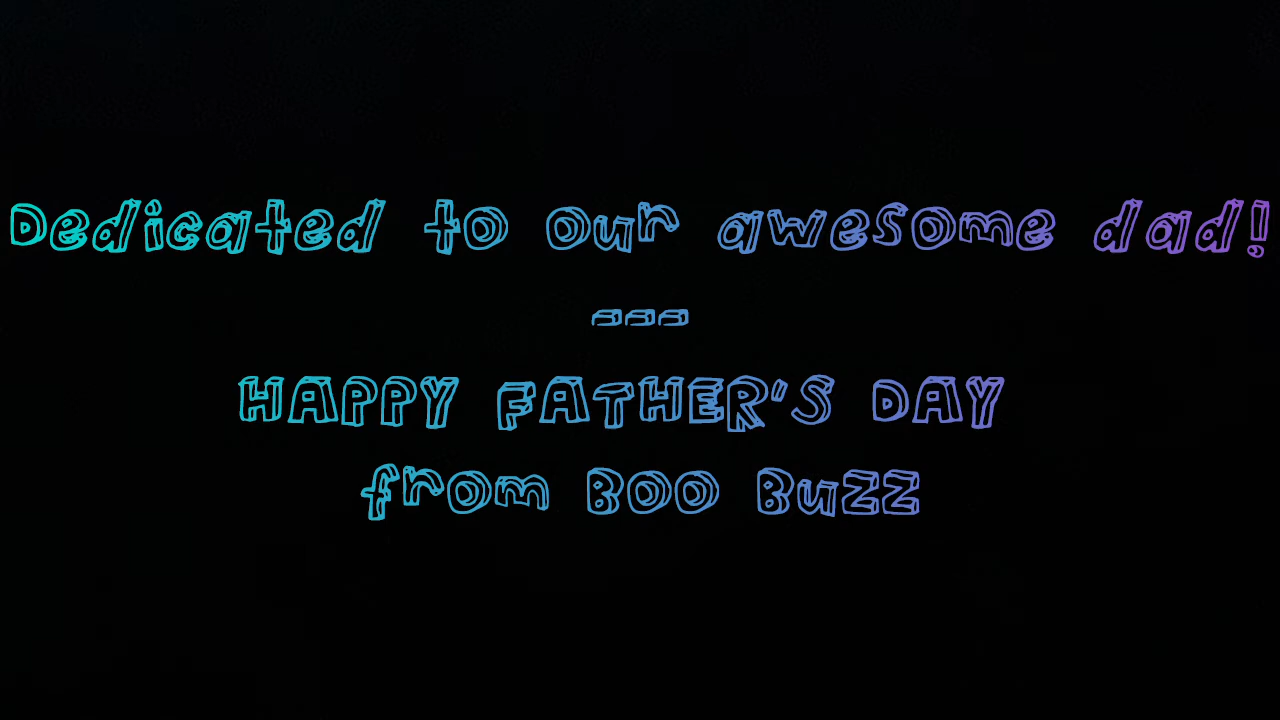 Dedicated to our awesome dad!
---
HAPPY FATHER'S DAY
from Boo Buzz